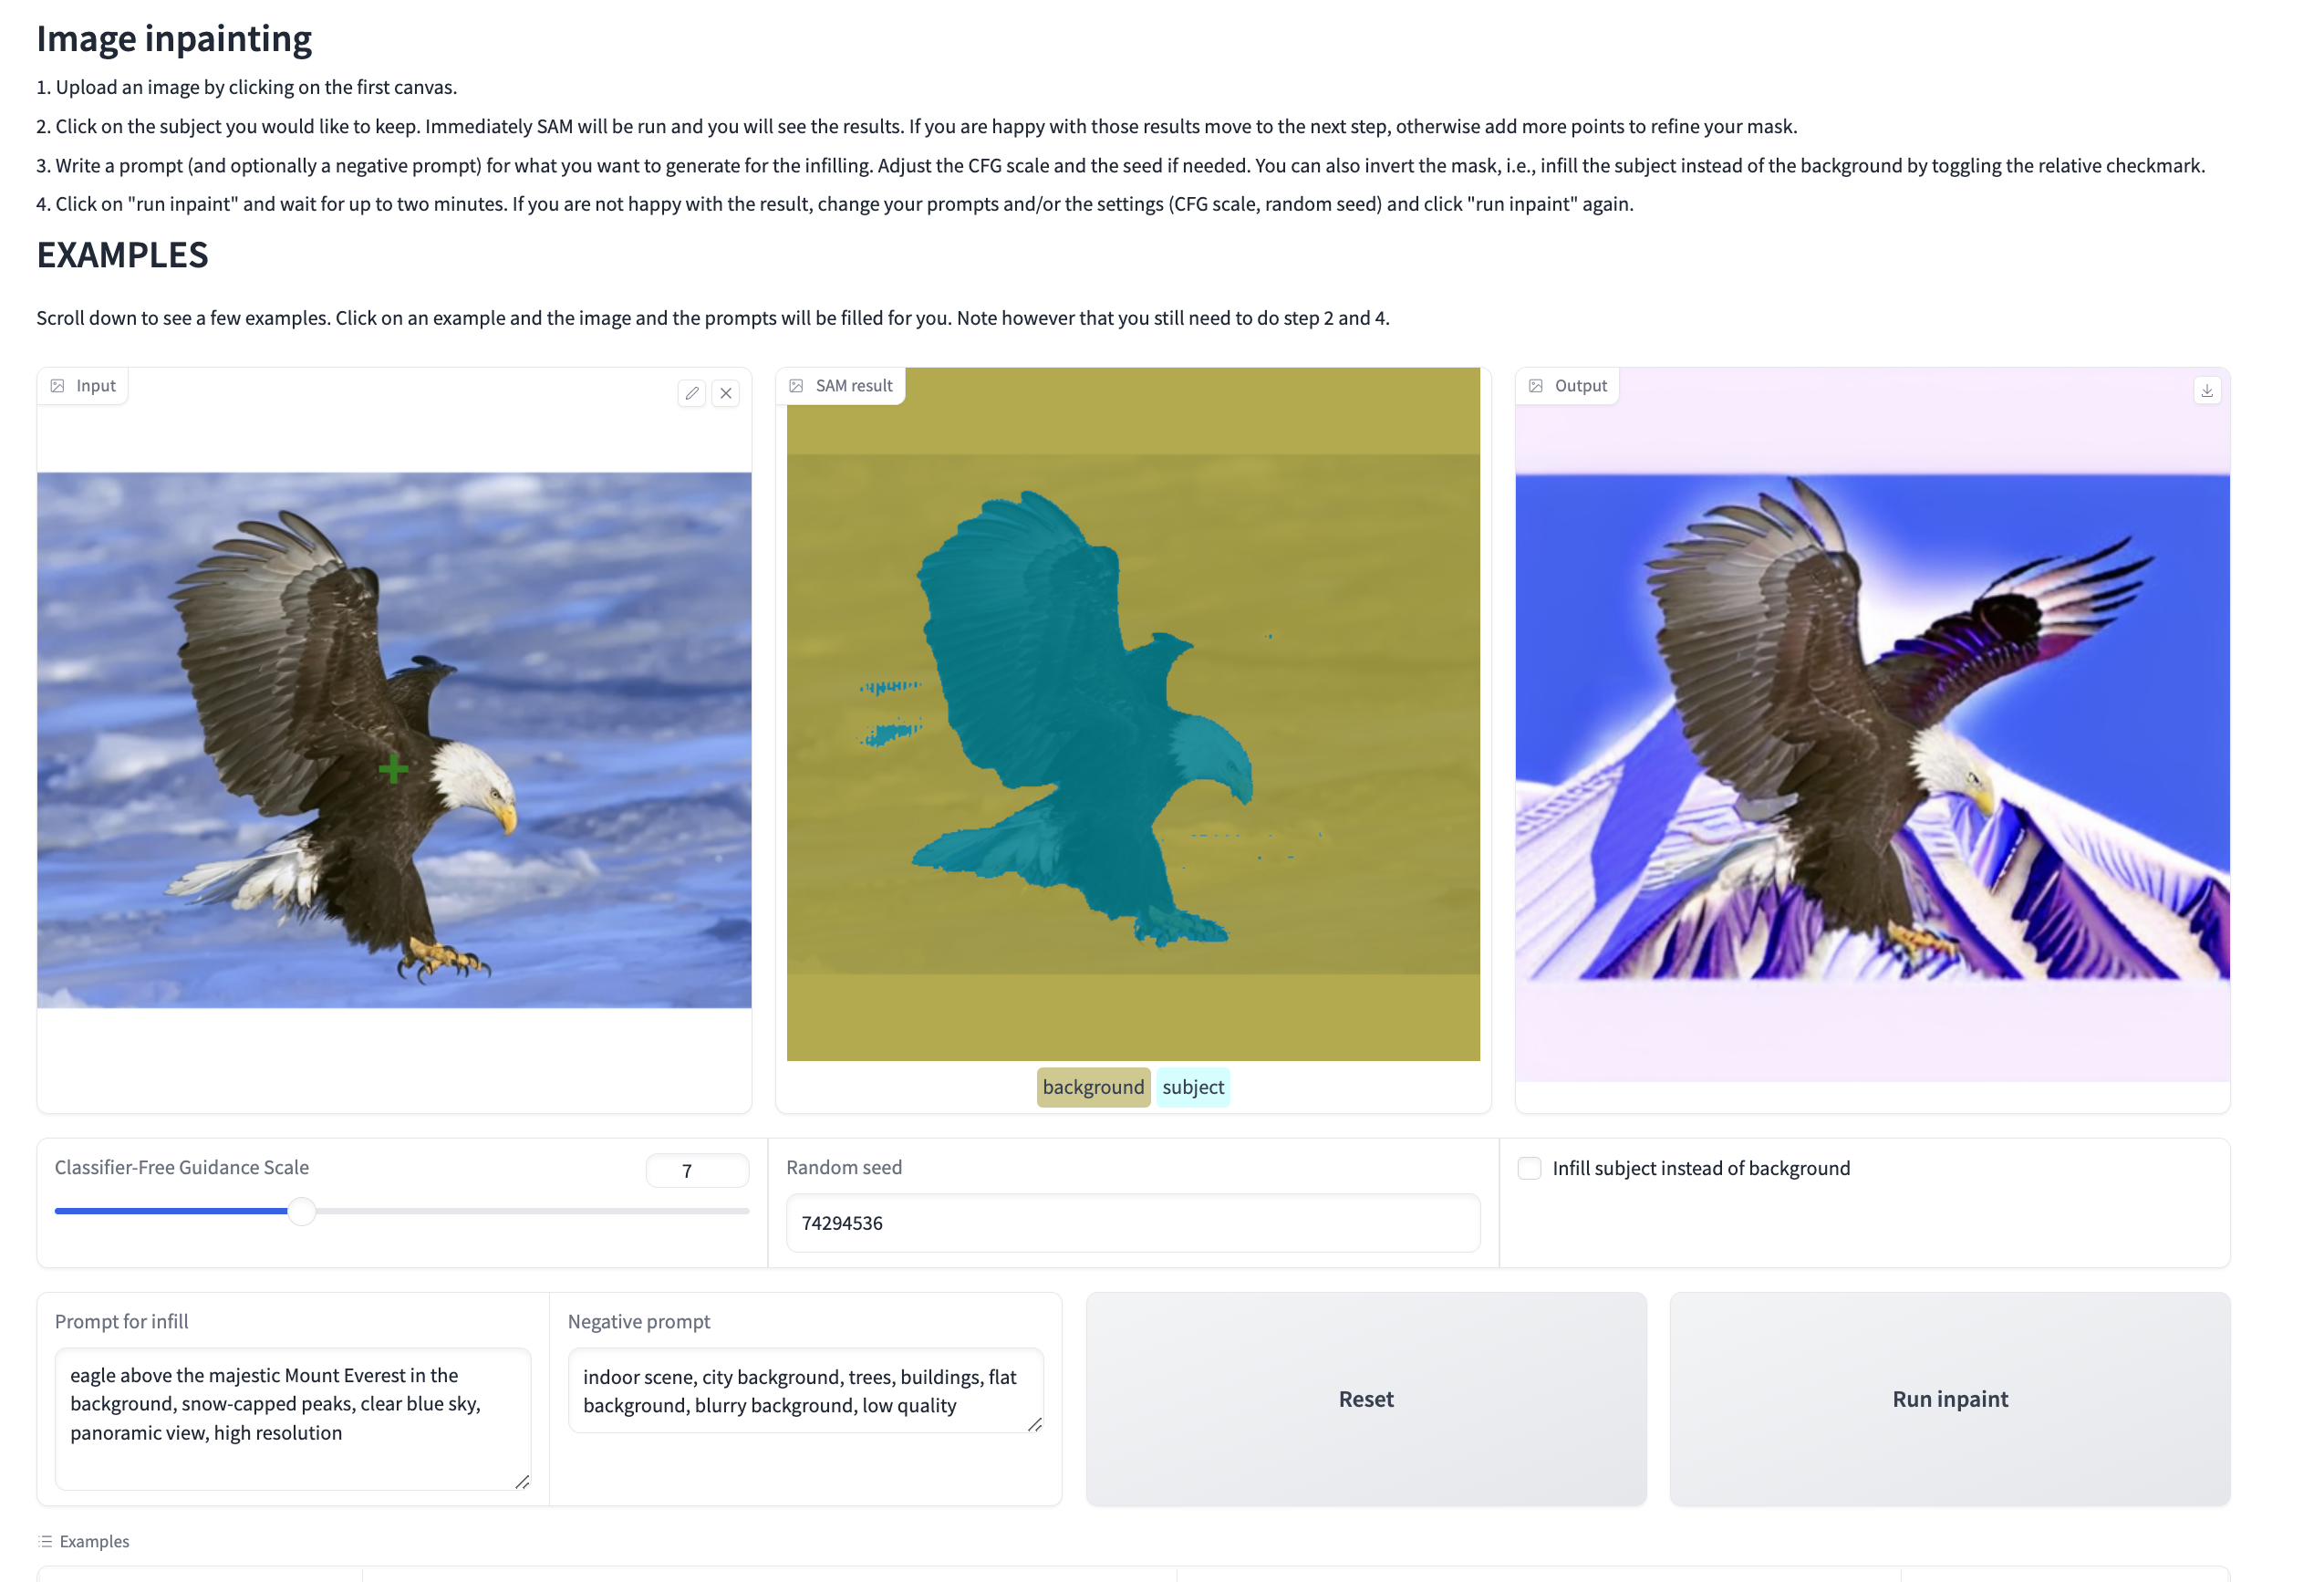 Image inpainting
1. Upload an image by clicking on the first canvas.
2. Click on the subject you would like to keep. Immediately SAM will be run and you will see the results. If you are happy with those results move to the next step, otherwise add more points to refine your mask.
3. Write a prompt (and optionally a negative prompt) for what you want to generate for the infilling. Adjust the CFG scale and the seed if needed. You can also invert the mask, i.e., infill the subject instead of the background by toggling the relative checkmark.
4. Click on "run inpaint" and wait for up to two minutes. If you are not happy with the result, change your prompts and/or the settings (CFG scale, random seed) and click "run inpaint" again.
EXAMPLES
Scroll down to see a few examples. Click on an example and the image and the prompts will be filled for you. Note however that you still need to do step 2 and 4.
Input
SAM result
Output
background subject
Classifier-Free Guidance Scale
7
Random seed
74294536
Infill subject instead of background
Prompt for infill
eagle above the majestic Mount Everest in the
background, snow-capped peaks, clear blue sky,
panoramic view, high resolution
Negative prompt
indoor scene, city background, trees, buildings, flat
background, blurry background, low quality
Reset
Run inpaint
Examples